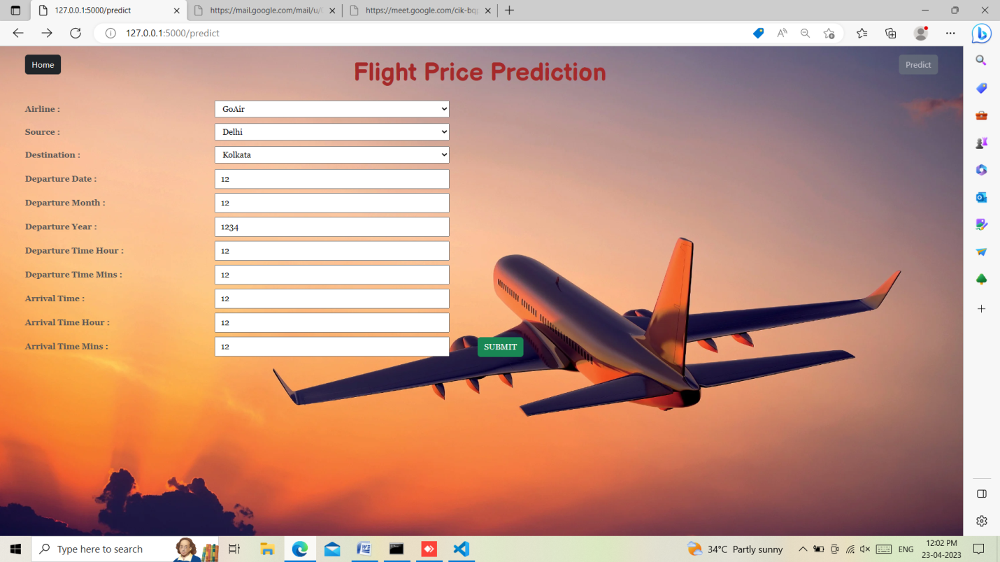 127.0.0.1:5000/predict
https://mail.google.com/mail/u/
https://meet.google.com/cik-bq
127.0.0.1:5000/predict
Home
Flight Price Prediction
Predict
Airline :
GoAir
Source :
Delhi
Destination :
Kolkata
Departure Date :
12
Departure Month :
12
Departure Year :
1234
Departure Time Hour :
12
Departure Time Mins :
12
Arrival Time :
12
Arrival Time Hour :
12
Arrival Time Mins :
12
SUBMIT
Type here to search
34°C Partly sunny
ENG
12:02 PM
23-04-2023